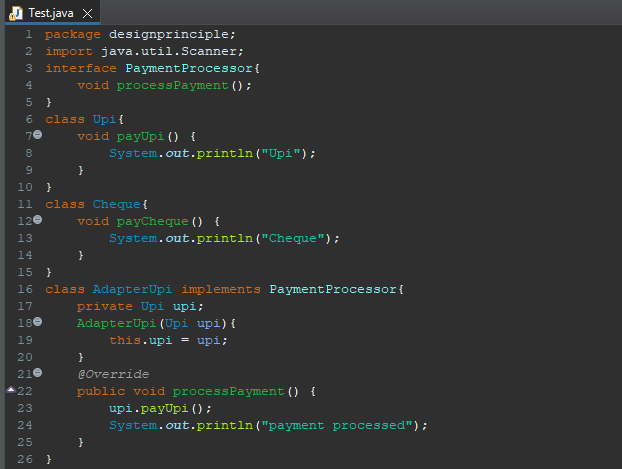 Test.java
1 package designprinciple;
2 import java.util.Scanner;
3 interface PaymentProcessor{
4     void processPayment();
5 }
6 class Upi{
7     void payUpi() {
8         System.out.println("Upi");
9     }
10 }
11 class Cheque{
12     void payCheque() {
13         System.out.println("Cheque");
14     }
15 }
16 class AdapterUpi implements PaymentProcessor{
17     private Upi upi;
18     AdapterUpi(Upi upi){
19         this.upi = upi;
20     }
21     @Override
22     public void processPayment() {
23         upi.payUpi();
24         System.out.println("payment processed");
25     }
26 }